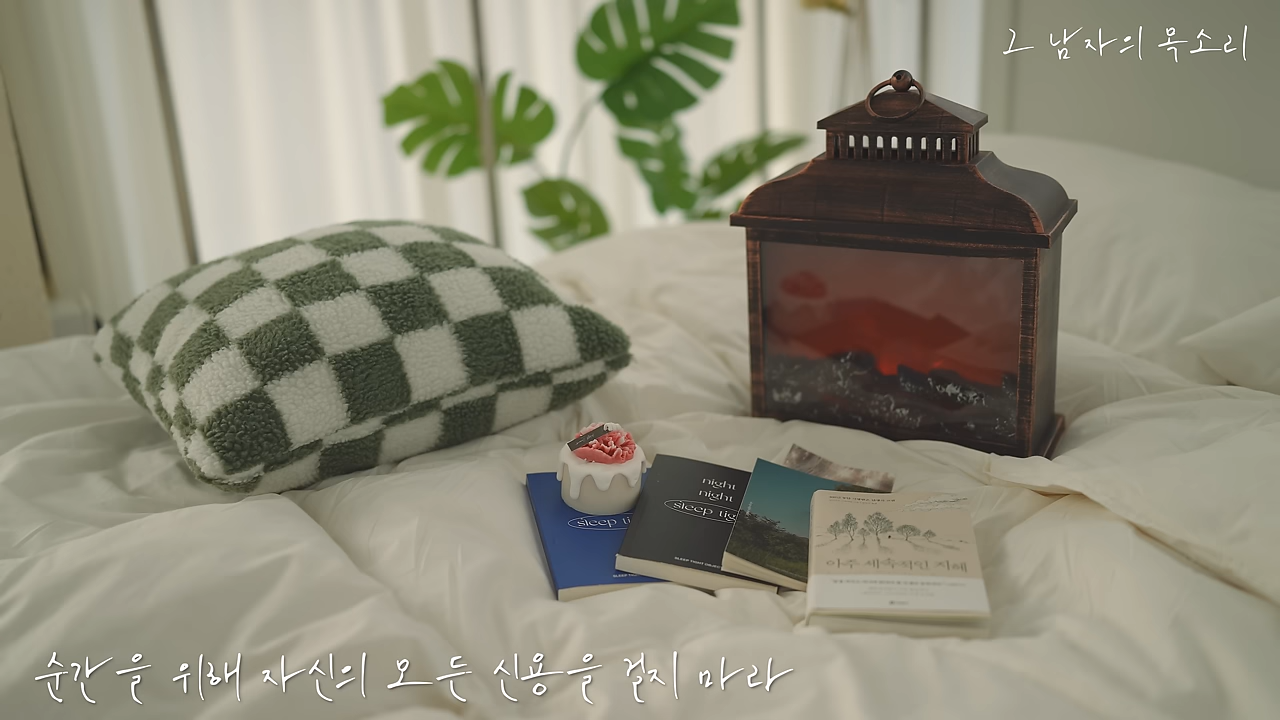 그 남자의 목소리
night
night
sleep tig
sleep ti
아주 세속적인 지혜
순간을 위해 자신의 모든 신용을 걸지 마라